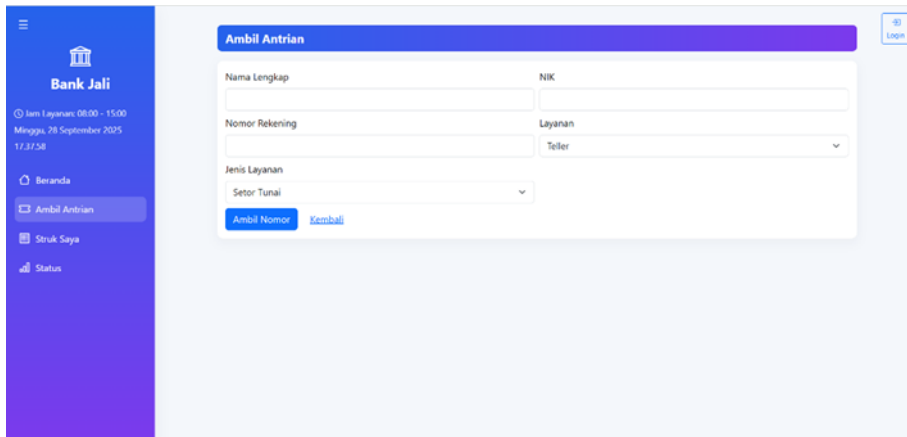 Bank Jali
Jam Layanan: 08:00 - 15:00
Minggu, 28 September 2025
17.37.58
Beranda
Ambil Antrian
Struk Saya
Status
Login
Ambil Antrian
Nama Lengkap
NIK
Nomor Rekening
Layanan
Teller
Jenis Layanan
Setor Tunai
Ambil Nomor Kembali